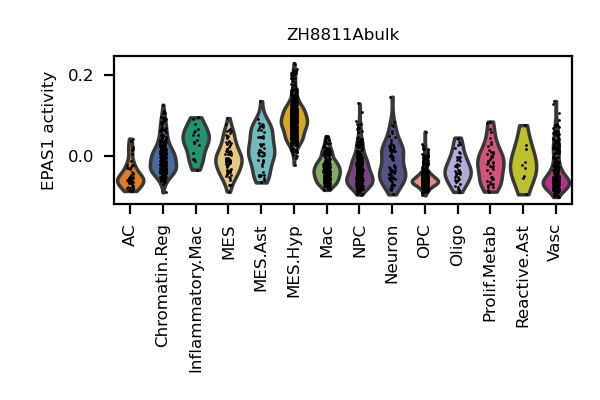 ZH8811Abulk
EPAS1 activity
0.2
0.0
AC
Chromatin.Reg
Inflammatory.Mac
MES
MES.Ast
MES.Hyp
Mac
NPC
Neuron
OPC
Oligo
Prolif.Metab
Reactive.Ast
Vasc